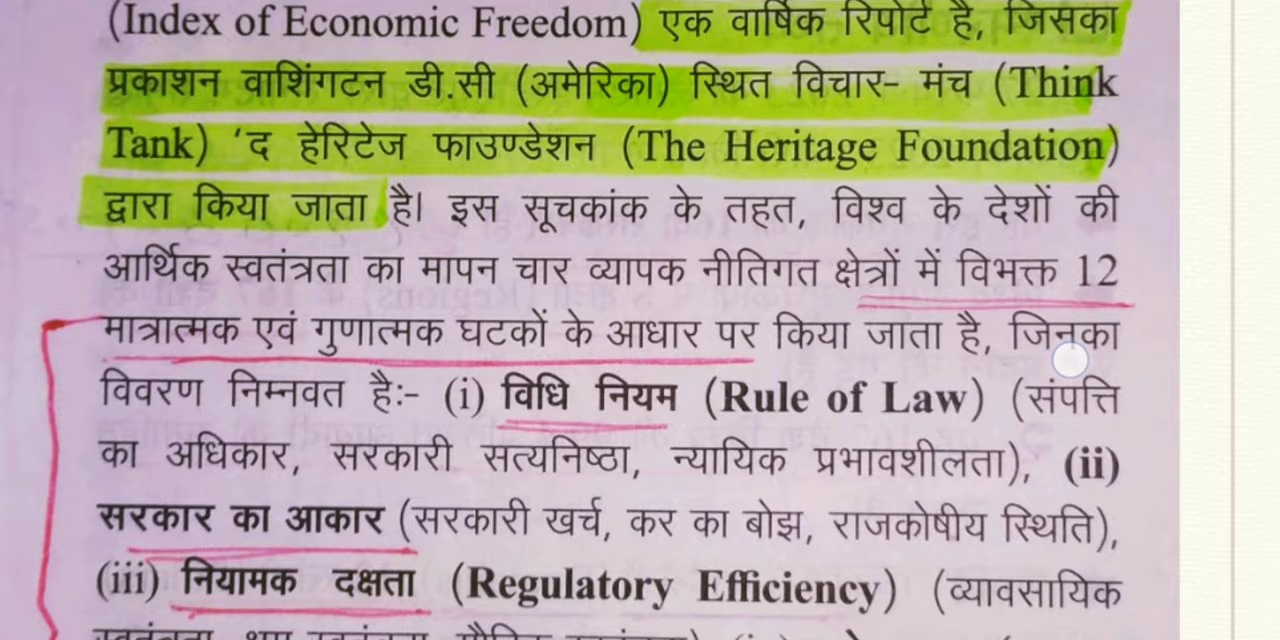 (Index of Economic Freedom) एक वार्षिक रिपोर्ट है, जिसका
प्रकाशन वाशिंगटन डी.सी (अमेरिका) स्थित विचार- मंच (Think
Tank) 'द हेरिटेज फाउण्डेशन (The Heritage Foundation)
द्वारा किया जाता है। इस सूचकांक के तहत, विश्व के देशों की
आर्थिक स्वतंत्रता का मापन चार व्यापक नीतिगत क्षेत्रों में विभक्त 12
मात्रात्मक एवं गुणात्मक घटकों के आधार पर किया जाता है, जिनका
विवरण निम्नवत हैः- (i) विधि नियम (Rule of Law) (संपत्ति
का अधिकार, सरकारी सत्यनिष्ठा, न्यायिक प्रभावशीलता), (ii)
सरकार का आकार (सरकारी खर्च, कर का बोझ, राजकोषीय स्थिति),
(iii) नियामक दक्षता (Regulatory Efficiency) (व्यावसायिक